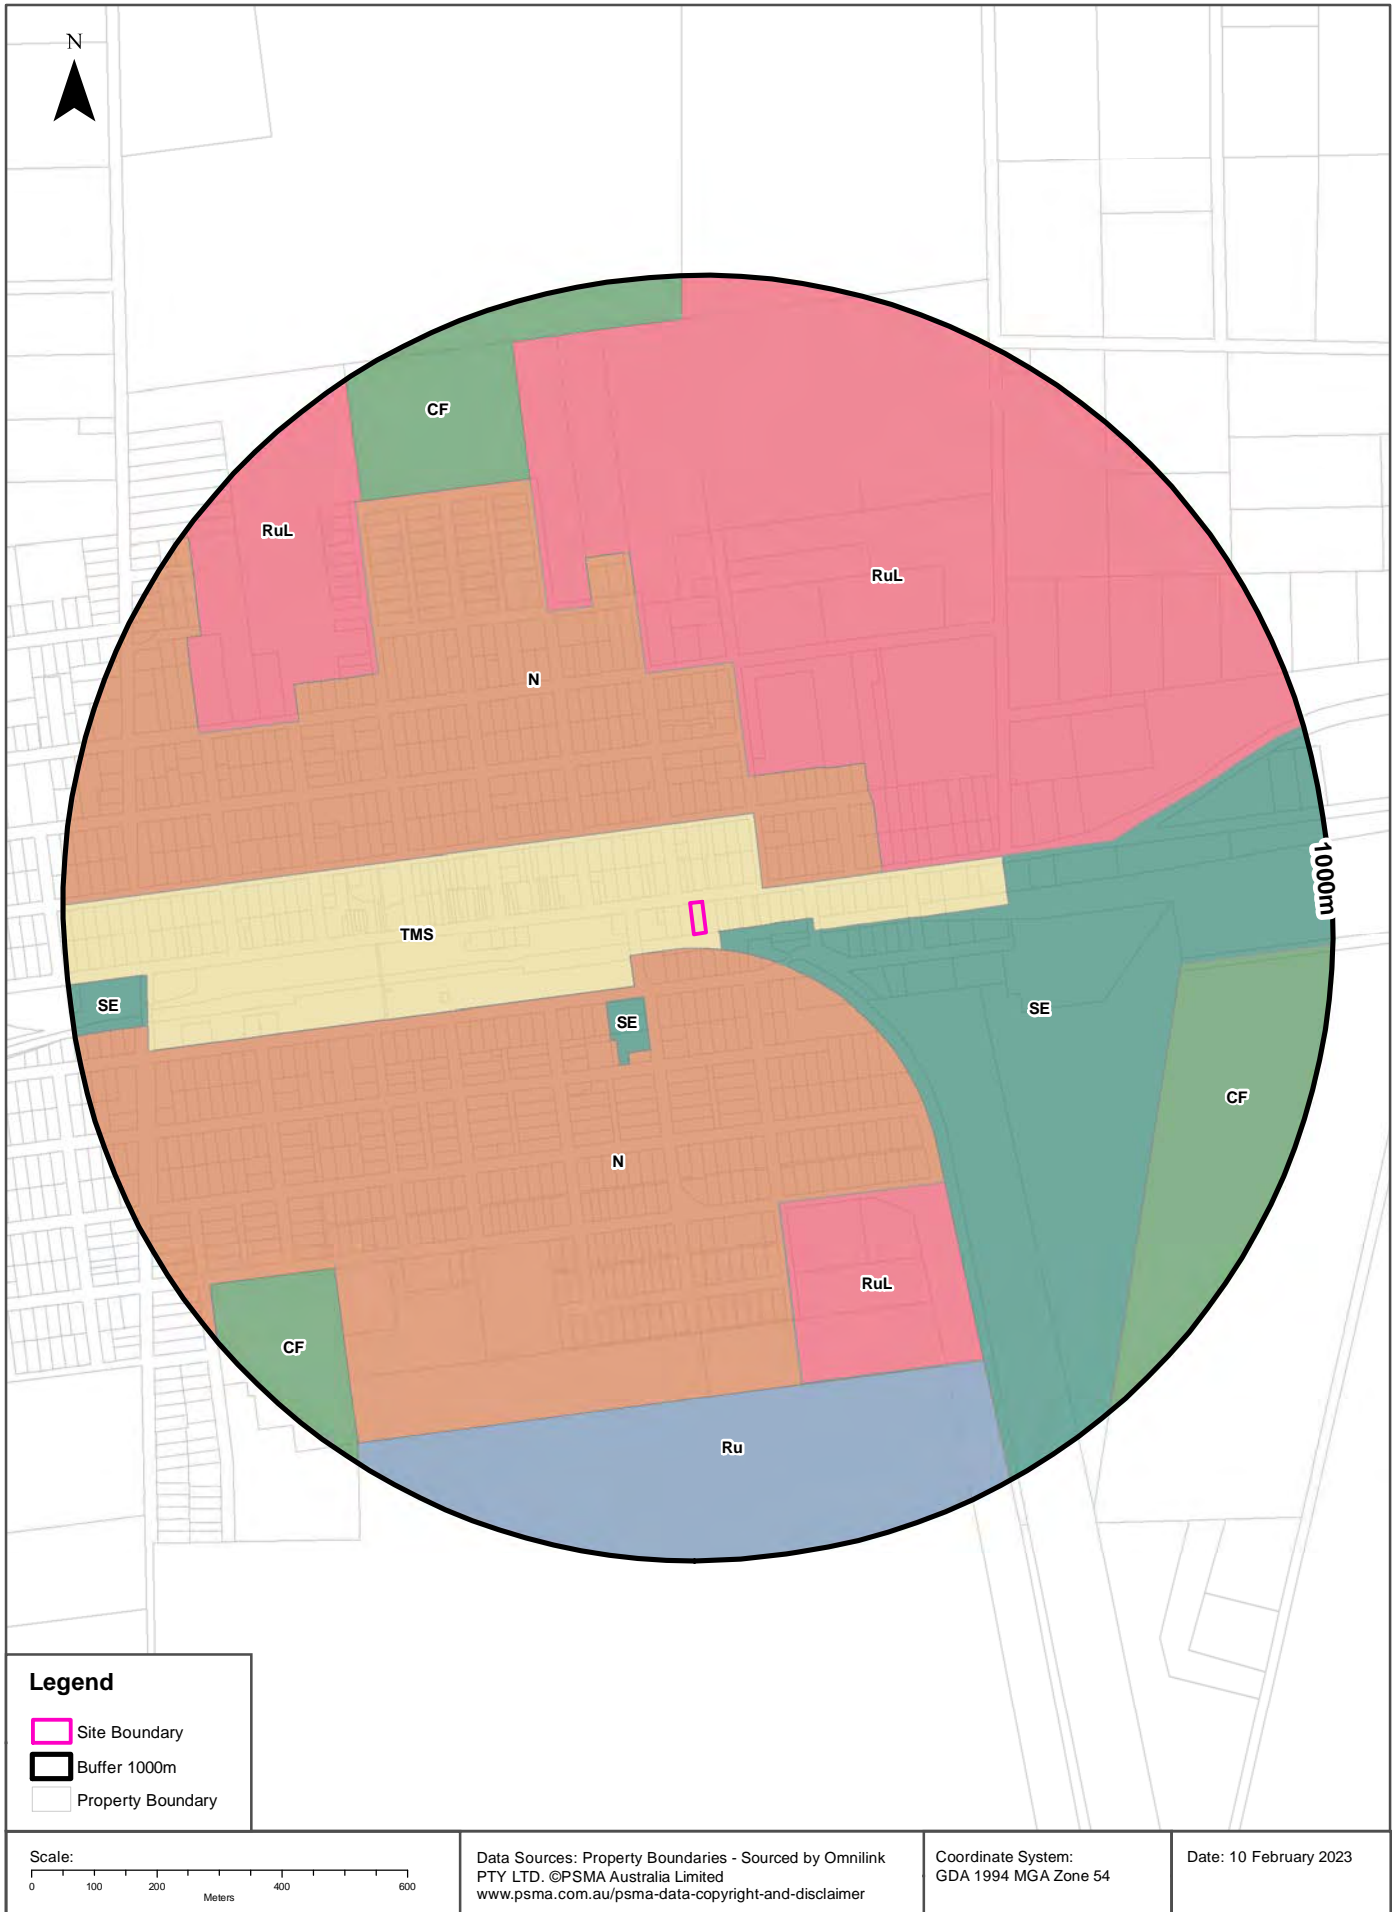 N
CF
RuL
RuL
N
1000m
TMS
SE
SE
SE
CF
N
RuL
CF
Ru
Legend
Site Boundary
Buffer 1000m
Property Boundary
Scale:
0 100 200 400 600
Meters
Data Sources: Property Boundaries - Sourced by Omnilink
PTY LTD. ©PSMA Australia Limited
www.psma.com.au/psma-data-copyright-and-disclaimer
Coordinate System:
GDA 1994 MGA Zone 54
Date: 10 February 2023